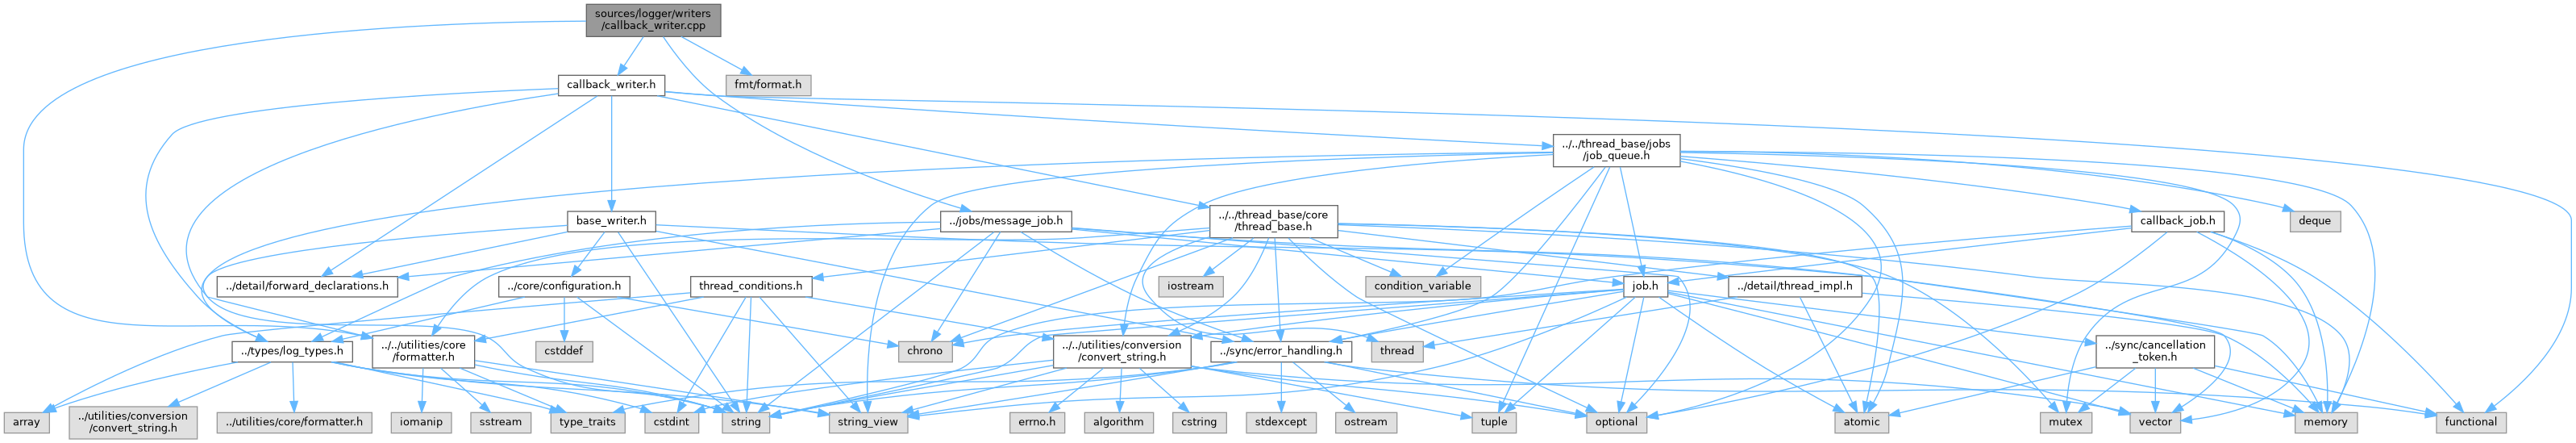 sources/logger/writers
/callback_writer.cpp
callback_writer.h
fmt/format.h
../../thread_base/jobs
/job_queue.h
base_writer.h
../jobs/message_job.h
../../thread_base/core
/thread_base.h
callback_job.h
deque
../detail/forward_declarations.h
../core/configuration.h
thread_conditions.h
iostream
condition_variable
job.h
../detail/thread_impl.h
../types/log_types.h
../../utilities/core
/formatter.h
cstddef
chrono
../../utilities/conversion
/convert_string.h
../sync/error_handling.h
thread
../sync/cancellation
_token.h
array
../utilities/conversion
/convert_string.h
../utilities/core/formatter.h
iomanip
sstream
type_traits
cstdint
string
string_view
errno.h
algorithm
cstring
stdexcept
ostream
tuple
optional
atomic
mutex
vector
memory
functional